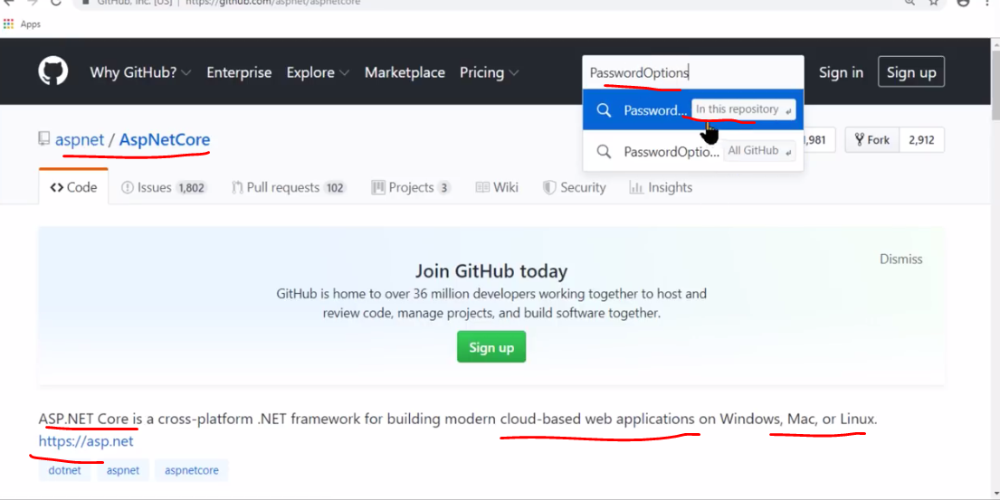 GitHub, Inc. [US] | https://github.com/aspnet/aspnetcore
Apps
Why GitHub? Enterprise Explore Marketplace Pricing PasswordOptions Sign in Sign up
Password... In this repository
PasswordOptio... All GitHub
aspnet / AspNetCore ,981 Fork 2,912
Code Issues 1,802 Pull requests 102 Projects 3 Wiki Security Insights
Dismiss
Join GitHub today
GitHub is home to over 36 million developers working together to host and
review code, manage projects, and build software together.
Sign up
ASP.NET Core is a cross-platform .NET framework for building modern cloud-based web applications on Windows, Mac, or Linux.
https://asp.net
dotnet aspnet aspnetcore